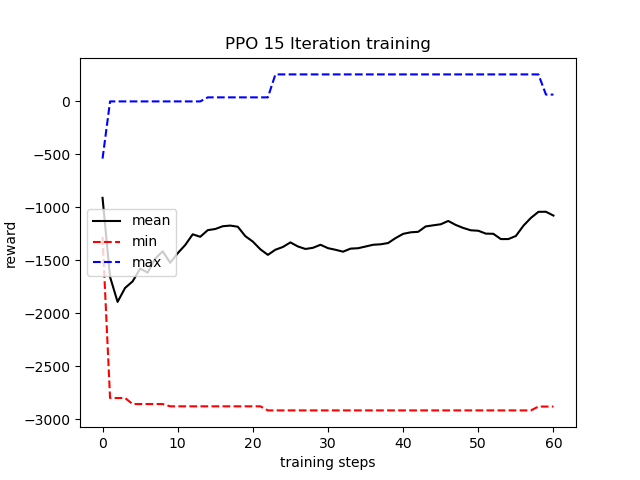 PPO 15 Iteration training
0
−500
−1000
−1500
−2000
−2500
−3000
reward
mean
min
max
0 10 20 30 40 50 60
training steps